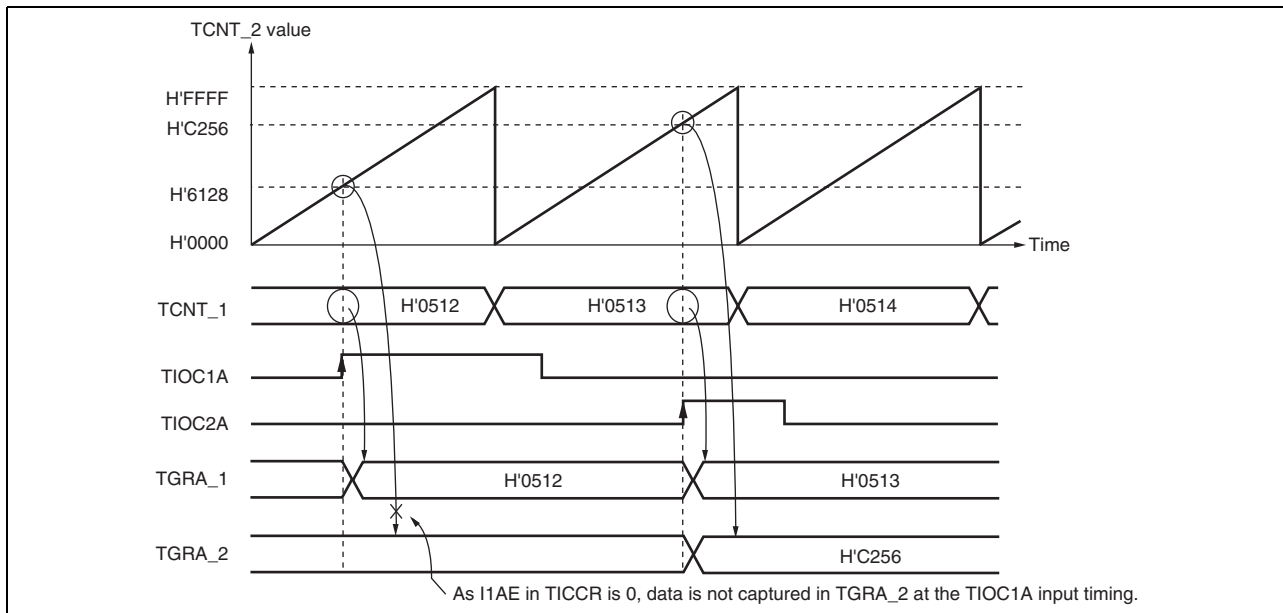 TCNT_2 value
H'FFFF
H'C256
H'6128
H'0000
Time
TCNT_1
H'0512
H'0513
H'0514
TIOC1A
TIOC2A
TGRA_1
H'0512
H'0513
TGRA_2
H'C256
As I1AE in TICCR is 0, data is not captured in TGRA_2 at the TIOC1A input timing.